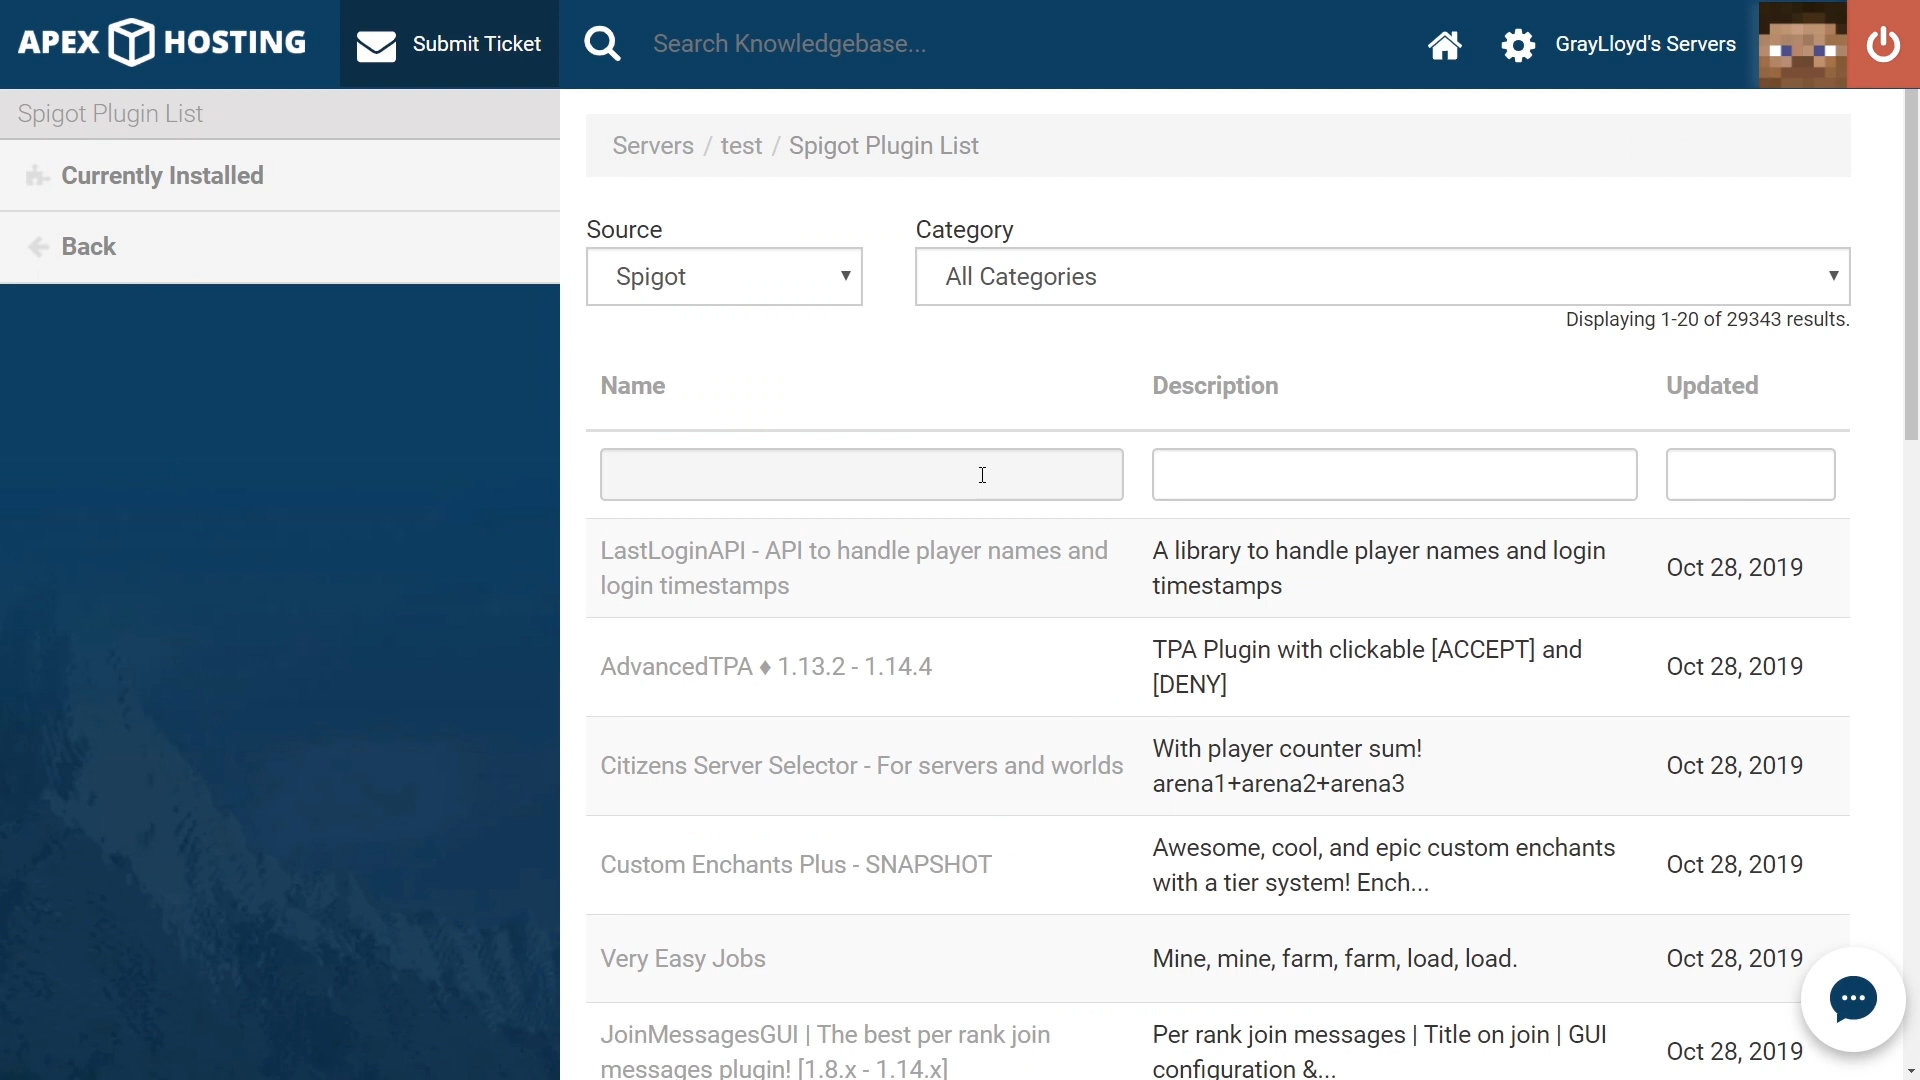 APEX HOSTING
Submit Ticket
Search Knowledgebase...
GrayLloyd's Servers
Spigot Plugin List
Currently Installed
Back
Servers / test / Spigot Plugin List
Source
Category
Spigot
All Categories
Displaying 1-20 of 29343 results.
Name
Description
Updated
LastLoginAPI - API to handle player names and
login timestamps
A library to handle player names and login
timestamps
Oct 28, 2019
AdvancedTPA ♦ 1.13.2 - 1.14.4
TPA Plugin with clickable [ACCEPT] and
[DENY]
Oct 28, 2019
Citizens Server Selector - For servers and worlds
With player counter sum!
arena1+arena2+arena3
Oct 28, 2019
Custom Enchants Plus - SNAPSHOT
Awesome, cool, and epic custom enchants
with a tier system! Ench...
Oct 28, 2019
Very Easy Jobs
Mine, mine, farm, farm, load, load.
Oct 28, 2019
JoinMessagesGUI | The best per rank join
messages plugin! [1.8.x - 1.14.x]
Per rank join messages | Title on join | GUI
configuration &...
Oct 28, 2019